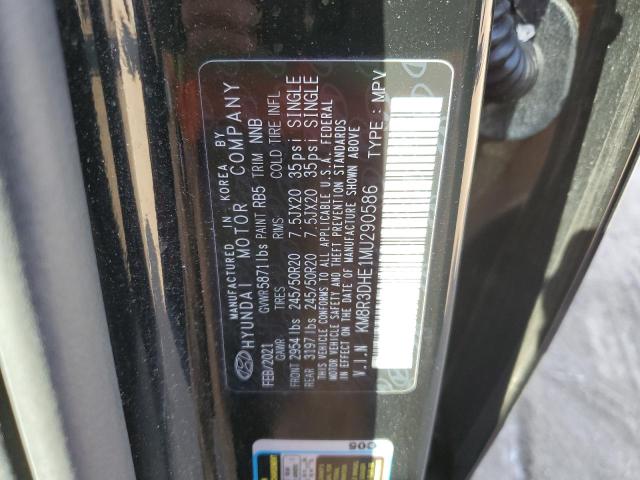 MANUFACTURED IN KOREA BY
HYUNDAI MOTOR COMPANY
FEB/2021 GVWR 5871 lbs PAINT RB5 TRIM NNB
GAWR TIRES RIMS COLD TIRE INFL
FRONT 2954 lbs 245/50R20 7.5JX20 35psi SINGLE
REAR 3197 lbs 245/50R20 7.5JX20 35psi SINGLE
THIS VEHICLE CONFORMS TO ALL APPLICABLE U.S.A. FEDERAL
MOTOR VEHICLE SAFETY AND THEFT PREVENTION STANDARDS
IN EFFECT ON THE DATE OF MANUFACTURE SHOWN ABOVE
V.I.N KM8R3DHE1MU290586 TYPE : MPV
C05